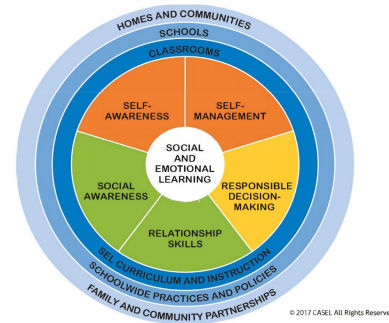 HOMES AND COMMUNITIES
SCHOOLS
CLASSROOMS
SELF-
AWARENESS
SELF-
MANAGEMENT
SOCIAL
AND
EMOTIONAL
LEARNING
SOCIAL
AWARENESS
RESPONSIBLE
DECISION-
MAKING
RELATIONSHIP
SKILLS
SEL CURRICULUM AND INSTRUCTION
SCHOOLWIDE PRACTICES AND POLICIES
FAMILY AND COMMUNITY PARTNERSHIPS
© 2017 CASEL All Rights Reserv